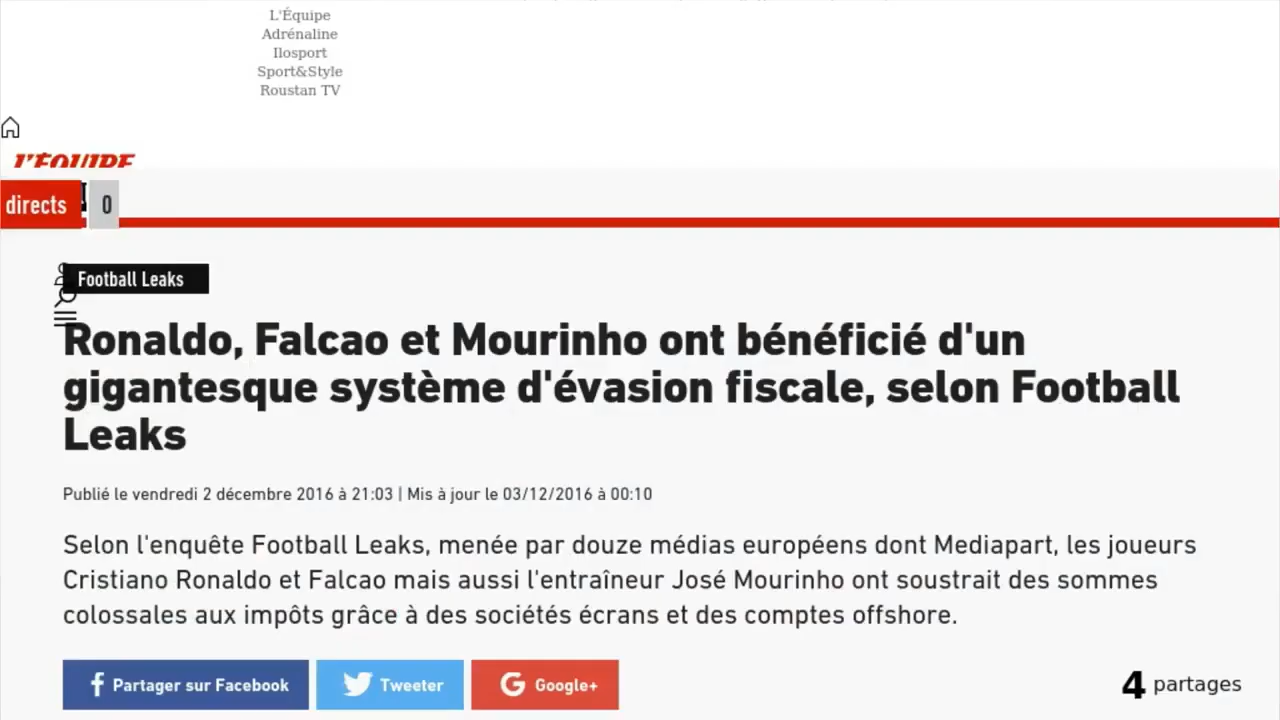 L'Équipe
Adrénaline
Ilosport
Sport&Style
Roustan TV
L'ÉQUIPE
directs
0
Football Leaks
Ronaldo, Falcao et Mourinho ont bénéficié d'un
gigantesque système d'évasion fiscale, selon Football
Leaks
Publié le vendredi 2 décembre 2016 à 21:03 | Mis à jour le 03/12/2016 à 00:10
Selon l'enquête Football Leaks, menée par douze médias européens dont Mediapart, les joueurs
Cristiano Ronaldo et Falcao mais aussi l'entraîneur José Mourinho ont soustrait des sommes
colossales aux impôts grâce à des sociétés écrans et des comptes offshore.
Partager sur Facebook Tweeter Google+ 4 partages